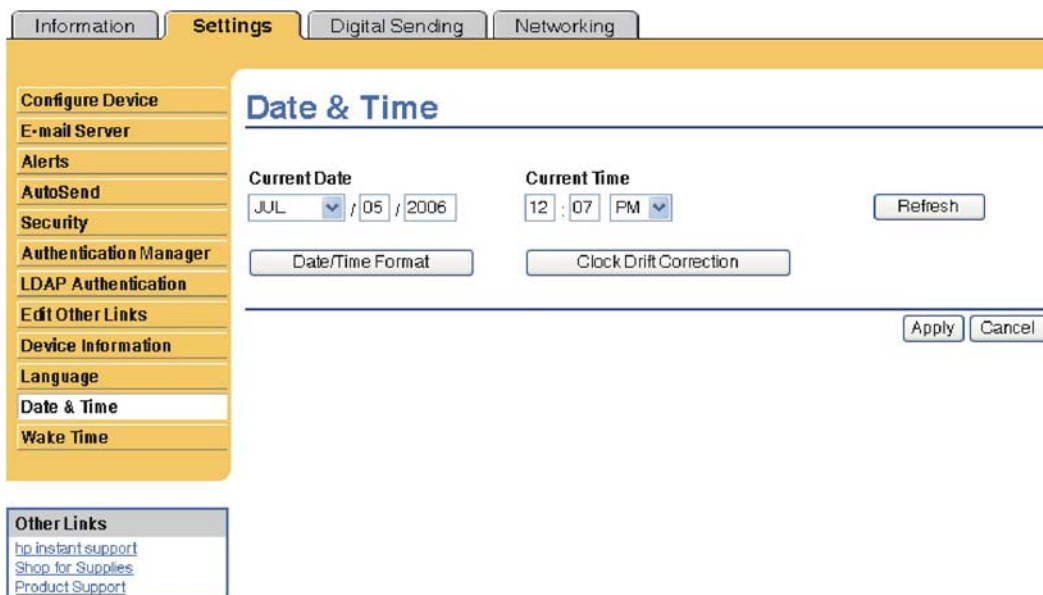 Information Settings Digital Sending Networking
Configure Device
E-mail Server
Alerts
AutoSend
Security
Authentication Manager
LDAP Authentication
Edit Other Links
Device Information
Language
Date & Time
Wake Time
Other Links
hp instant support
Shop for Supplies
Product Support
Date & Time
Current Date Current Time
JUL / 05 / 2006 12 : 07 PM Refresh
Date/Time Format Clock Drift Correction
Apply Cancel